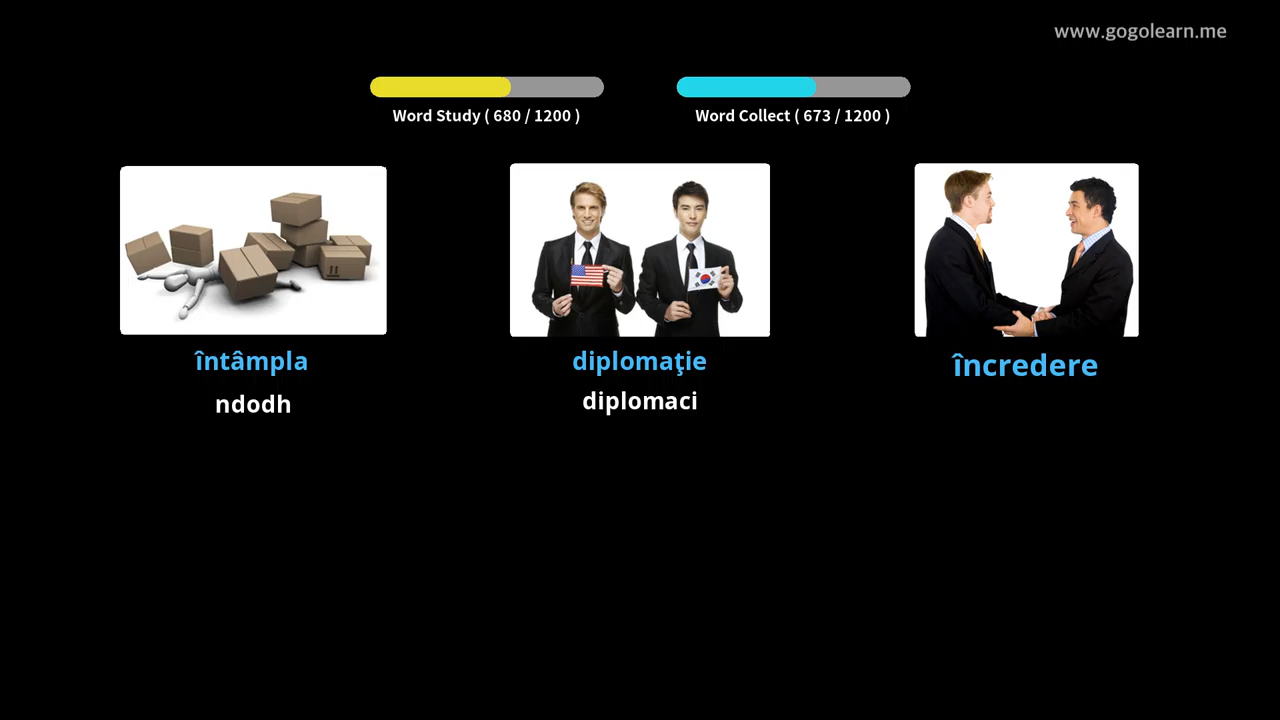 www.gogolearn.me
Word Study ( 680 / 1200 )
Word Collect ( 673 / 1200 )
întâmpla
ndodh
diplomaţie
diplomaci
încredere